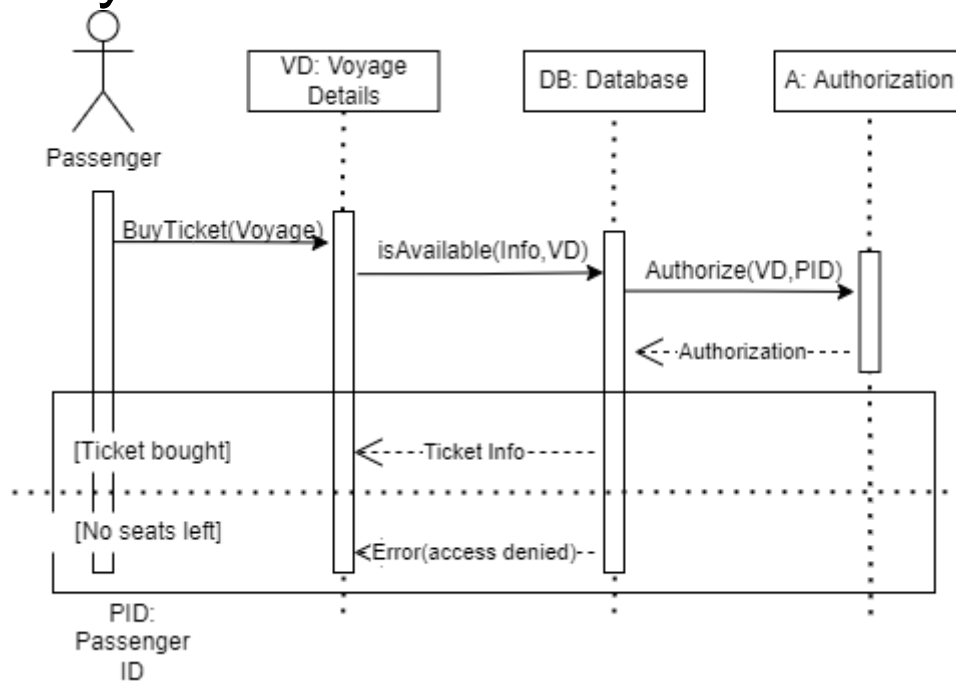 VD: Voyage
Details
DB: Database
A: Authorization
Passenger
BuyTicket(Voyage)
isAvailable(Info,VD)
Authorize(VD,PID)
Authorization
[Ticket bought]
Ticket Info
[No seats left]
Error(access denied)
PID:
Passenger
ID